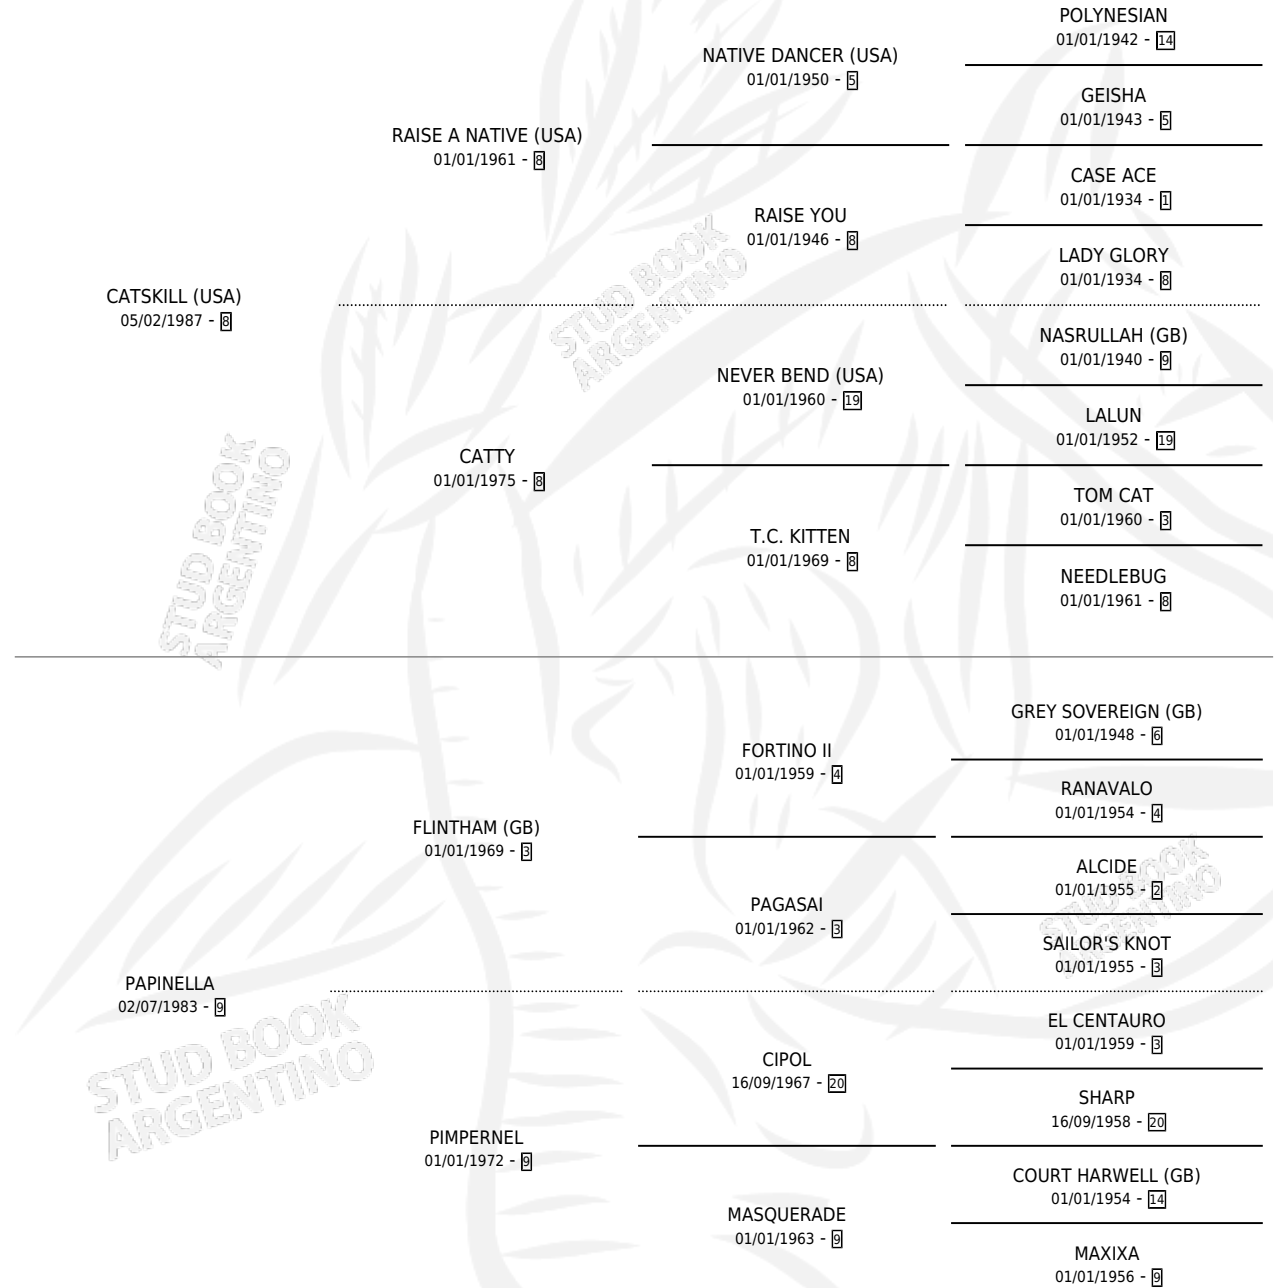 POLYNESIAN
01/01/1942 - 14
NATIVE DANCER (USA)
01/01/1950 - 5
GEISHA
01/01/1943 - 5
RAISE A NATIVE (USA)
01/01/1961 - 8
CASE ACE
01/01/1934 - 1
RAISE YOU
01/01/1946 - 8
LADY GLORY
01/01/1934 - 8
CATSKILL (USA)
05/02/1987 - 8
STUD BOOK
ARGENTINO
NASRULLAH (GB)
01/01/1940 - 9
NEVER BEND (USA)
01/01/1960 - 19
LALUN
01/01/1952 - 19
CATTY
01/01/1975 - 8
TOM CAT
01/01/1960 - 3
T.C. KITTEN
01/01/1969 - 8
NEEDLEBUG
01/01/1961 - 8
STUD BOOK
ARGENTINO
GREY SOVEREIGN (GB)
01/01/1948 - 6
FORTINO II
01/01/1959 - 4
RANAVALO
01/01/1954 - 4
FLINTHAM (GB)
01/01/1969 - 3
ALCIDE
01/01/1955 - 2
PAGASAI
01/01/1962 - 3
STUD BOOK
ARGENTINO
SAILOR'S KNOT
01/01/1955 - 3
PAPINELLA
02/07/1983 - 9
EL CENTAURO
01/01/1959 - 3
CIPOL
16/09/1967 - 20
SHARP
16/09/1958 - 20
STUD BOOK
ARGENTINO
PIMPERNEL
01/01/1972 - 9
COURT HARWELL (GB)
01/01/1954 - 14
MASQUERADE
01/01/1963 - 9
MAXIXA
01/01/1956 - 9